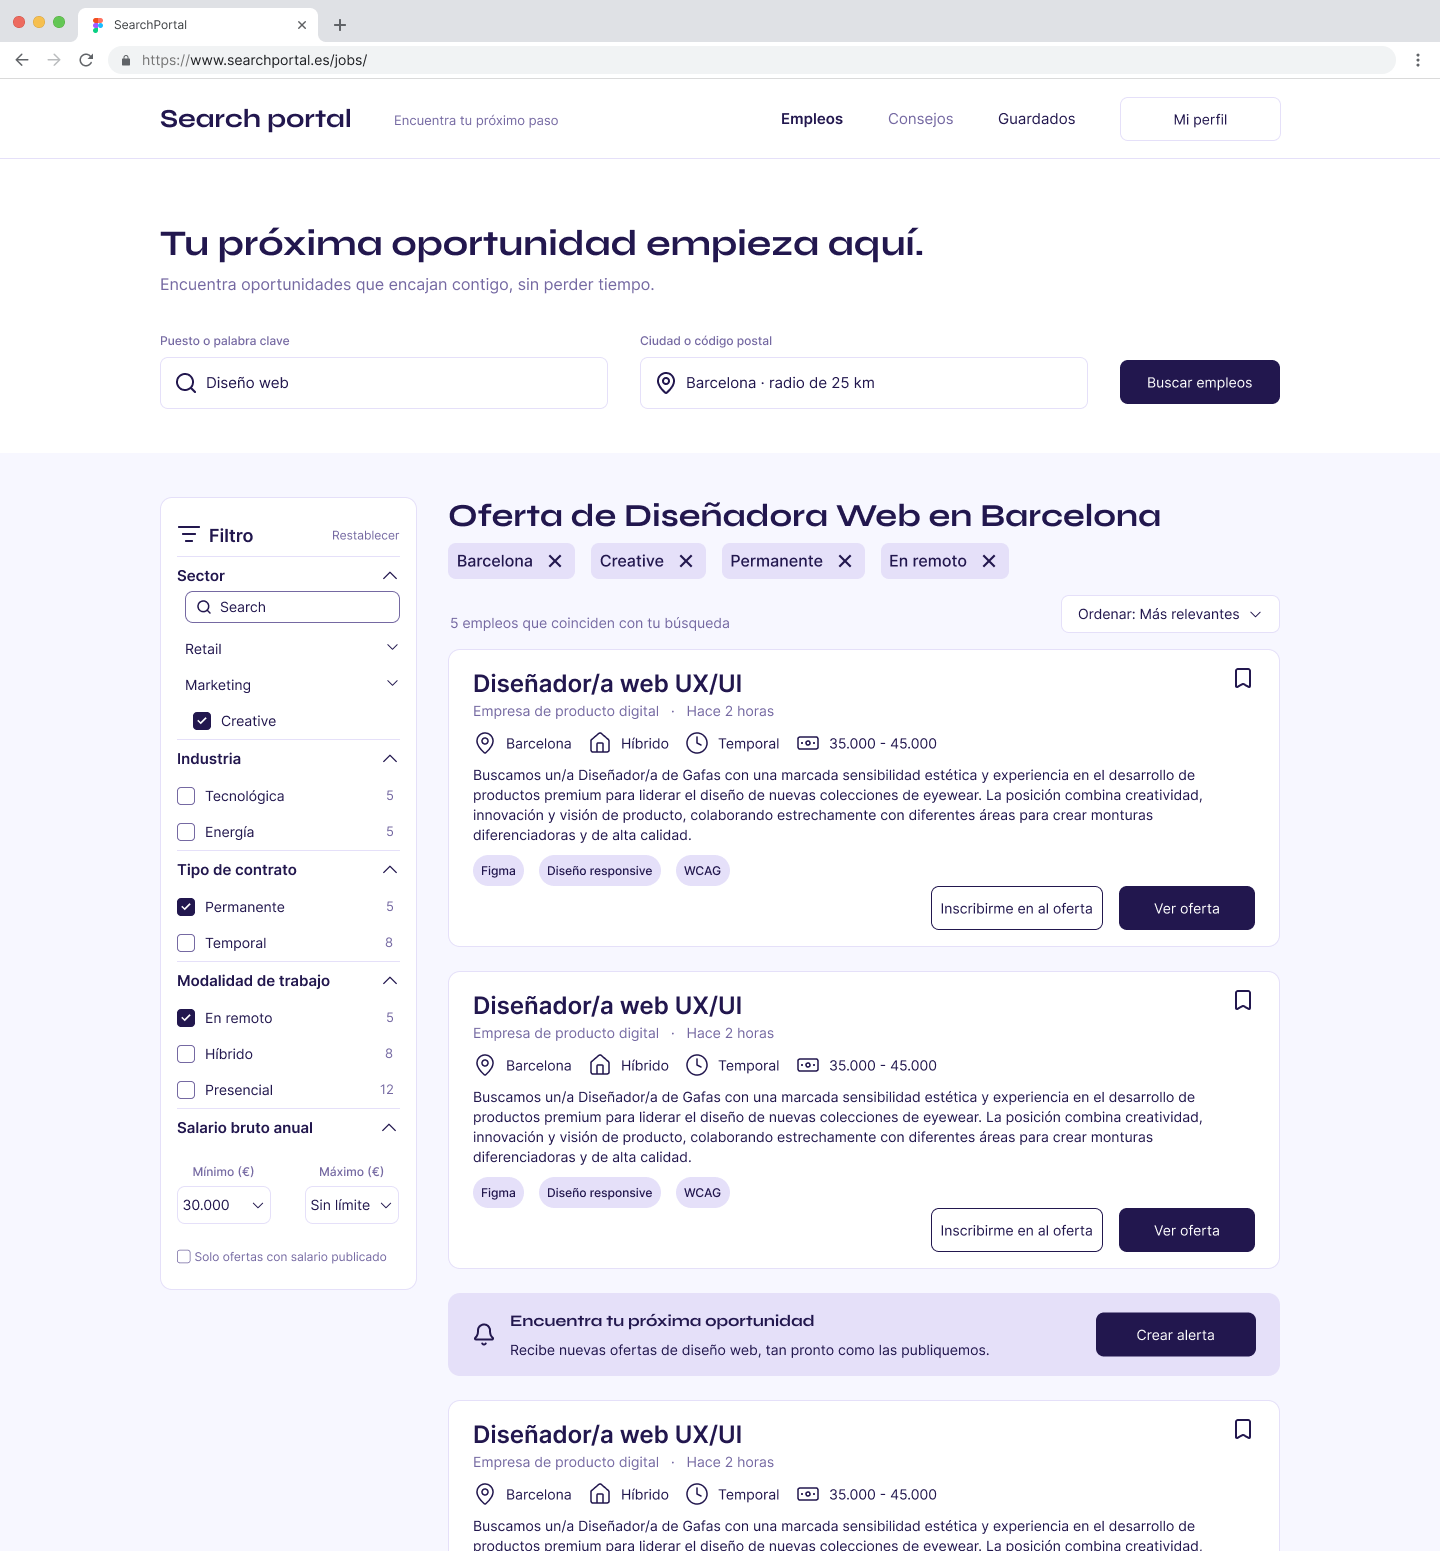 SearchPortal
https://www.searchportal.es/jobs/
Search portal
Encuentra tu próximo paso
Empleos
Consejos
Guardados
Mi perfil
Tu próxima oportunidad empieza aquí.
Encuentra oportunidades que encajan contigo, sin perder tiempo.
Puesto o palabra clave
Diseño web
Ciudad o código postal
Barcelona · radio de 25 km
Buscar empleos
Filtro
Restablecer
Sector
Search
Retail
Marketing
Creative
Industria
Tecnológica 5
Energía 5
Tipo de contrato
Permanente 5
Temporal 8
Modalidad de trabajo
En remoto 5
Híbrido 8
Presencial 12
Salario bruto anual
Mínimo (€) Máximo (€)
30.000 Sin límite
Solo ofertas con salario publicado
Oferta de Diseñadora Web en Barcelona
Barcelona Creative Permanente En remoto
5 empleos que coinciden con tu búsqueda
Ordenar: Más relevantes
Diseñador/a web UX/UI
Empresa de producto digital · Hace 2 horas
Barcelona Híbrido Temporal 35.000 - 45.000
Buscamos un/a Diseñador/a de Gafas con una marcada sensibilidad estética y experiencia en el desarrollo de
productos premium para liderar el diseño de nuevas colecciones de eyewear. La posición combina creatividad,
innovación y visión de producto, colaborando estrechamente con diferentes áreas para crear monturas
diferenciadoras y de alta calidad.
Figma Diseño responsive WCAG
Inscribirme en al oferta Ver oferta
Diseñador/a web UX/UI
Empresa de producto digital · Hace 2 horas
Barcelona Híbrido Temporal 35.000 - 45.000
Buscamos un/a Diseñador/a de Gafas con una marcada sensibilidad estética y experiencia en el desarrollo de
productos premium para liderar el diseño de nuevas colecciones de eyewear. La posición combina creatividad,
innovación y visión de producto, colaborando estrechamente con diferentes áreas para crear monturas
diferenciadoras y de alta calidad.
Figma Diseño responsive WCAG
Inscribirme en al oferta Ver oferta
Encuentra tu próxima oportunidad
Recibe nuevas ofertas de diseño web, tan pronto como las publiquemos.
Crear alerta
Diseñador/a web UX/UI
Empresa de producto digital · Hace 2 horas
Barcelona Híbrido Temporal 35.000 - 45.000
Buscamos un/a Diseñador/a de Gafas con una marcada sensibilidad estética y experiencia en el desarrollo de
productos premium para liderar el diseño de nuevas colecciones de eyewear. La posición combina creatividad,